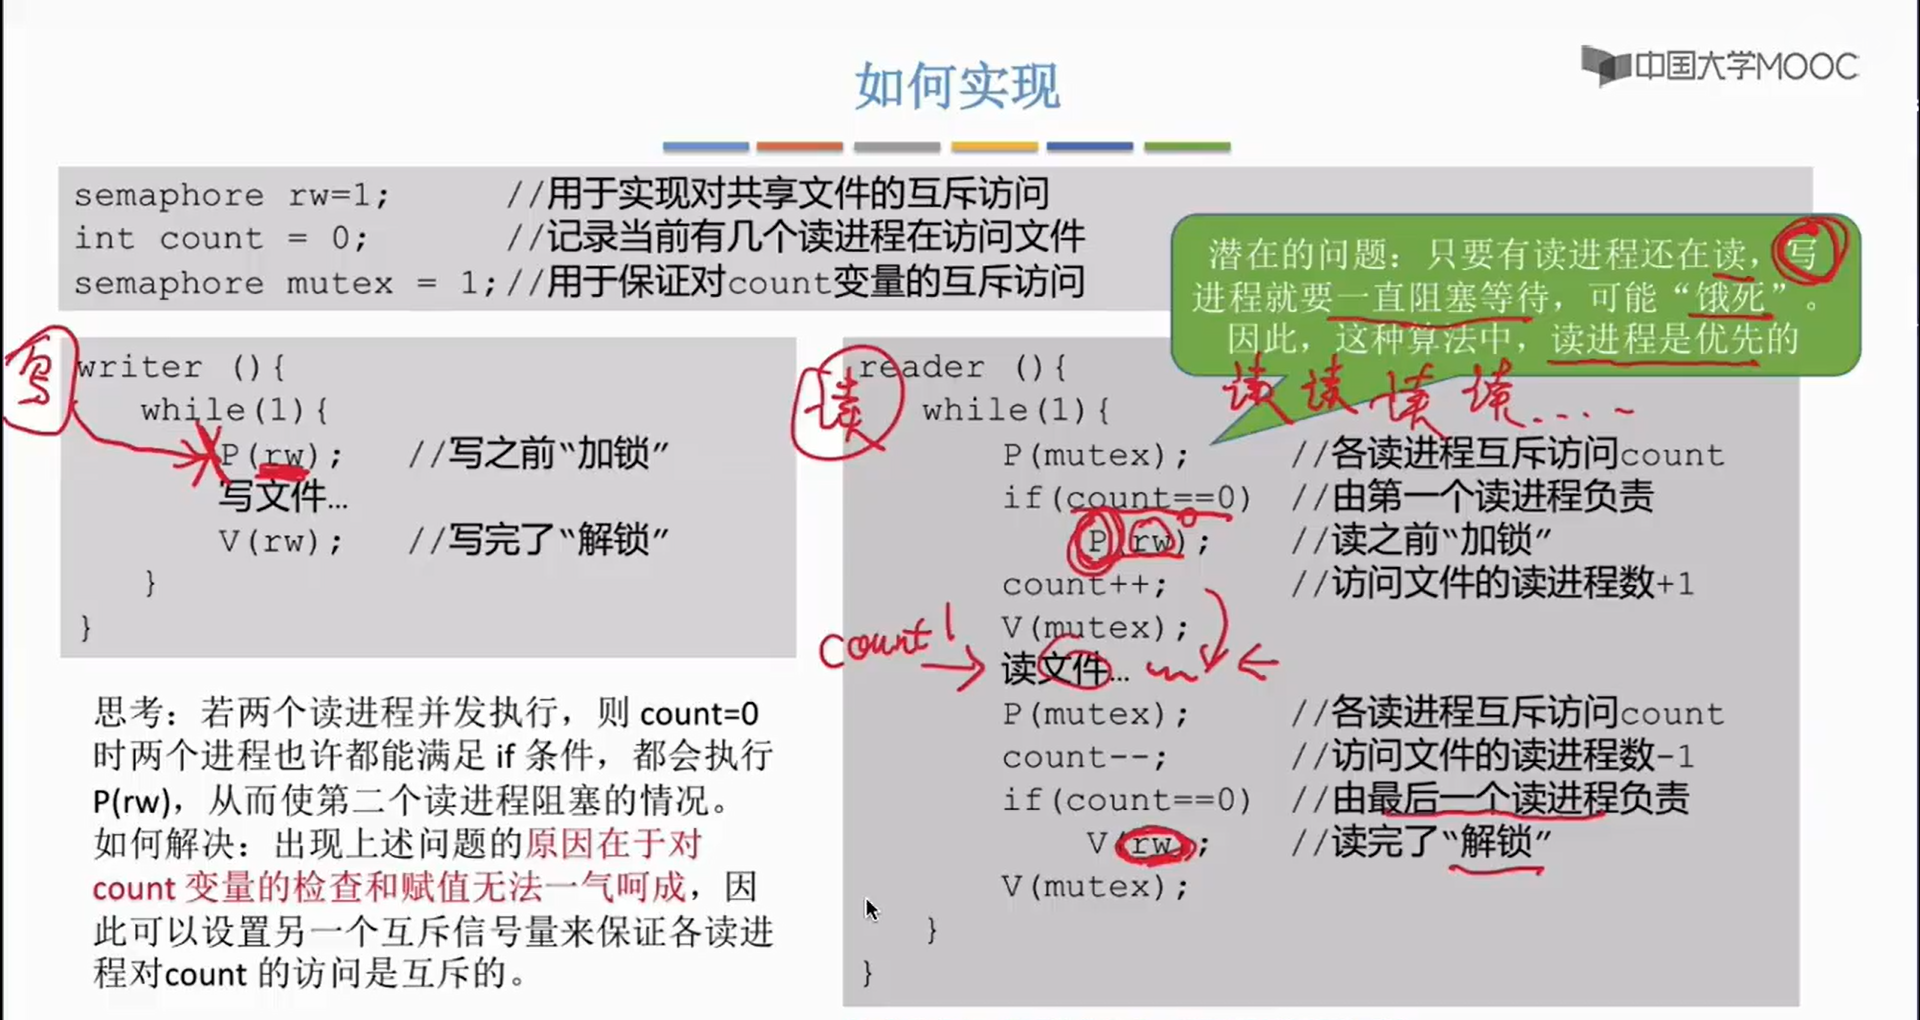 中国大学MOOC
如何实现
semaphore rw=1; //用于实现对共享文件的互斥访问
int count = 0; //记录当前有几个读进程在访问文件
semaphore mutex = 1; //用于保证对count变量的互斥访问
潜在的问题：只要有读进程还在读，写
进程就要一直阻塞等待，可能“饿死”。
因此，这种算法中，读进程是优先的
写
writer (){
while(1){
P(rw); //写之前“加锁”
写文件…
V(rw); //写完了“解锁”
}
}
读
reader (){
读 读 读 读 ....~
while(1){
P(mutex); //各读进程互斥访问count
if(count==0) //由第一个读进程负责
P(rw); //读之前“加锁”
count++; //访问文件的读进程数+1
V(mutex);
count 1
读文件…
P(mutex); //各读进程互斥访问count
count--; //访问文件的读进程数-1
if(count==0) //由最后一个读进程负责
V(rw); //读完了“解锁”
V(mutex);
}
}
思考：若两个读进程并发执行，则 count=0
时两个进程也许都能满足 if 条件，都会执行
P(rw)，从而使第二个读进程阻塞的情况。
如何解决：出现上述问题的原因在于对
count 变量的检查和赋值无法一气呵成，因
此可以设置另一个互斥信号量来保证各读进
程对count 的访问是互斥的。